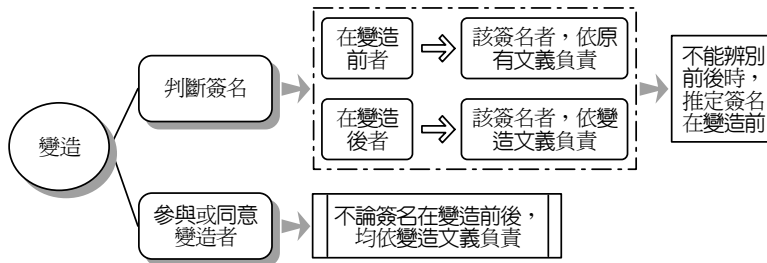 變造
判斷簽名
在變造
前者
該簽名者，依原
有文義負責
在變造
後者
該簽名者，依變
造文義負責
不能辨別
前後時，
推定簽名
在變造前
參與或同意
變造者
不論簽名在變造前後，
均依變造文義負責